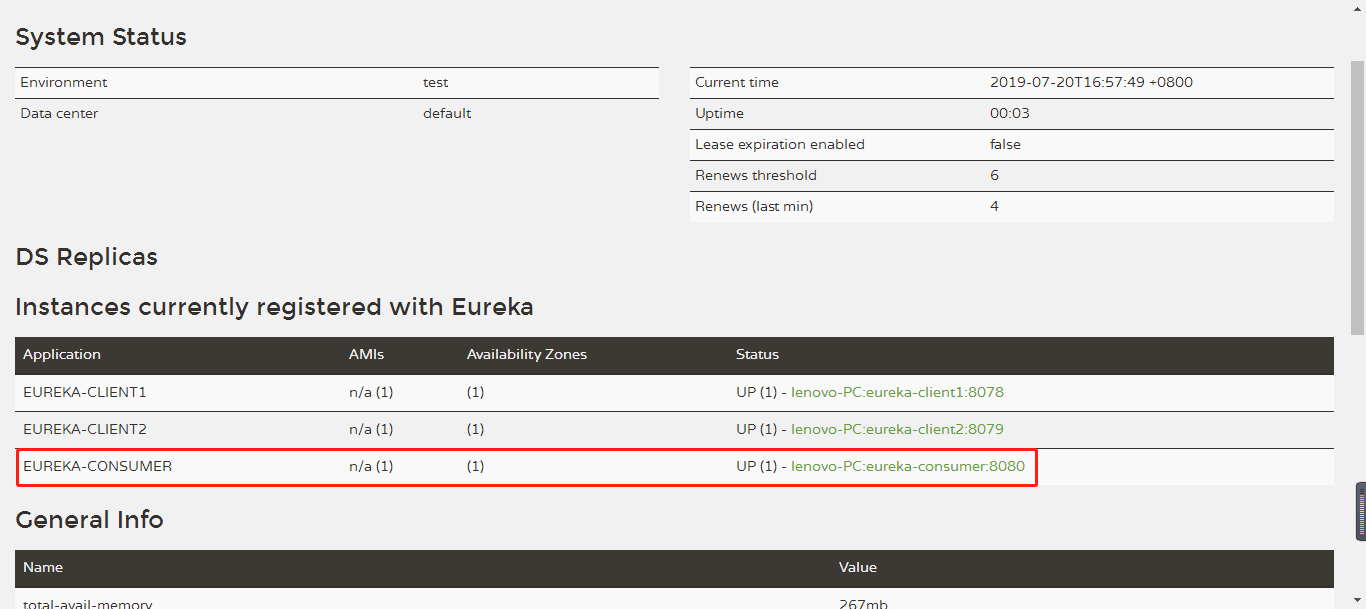 System Status
Environment test
Data center default
Current time 2019-07-20T16:57:49 +0800
Uptime 00:03
Lease expiration enabled false
Renews threshold 6
Renews (last min) 4
DS Replicas
Instances currently registered with Eureka
Application AMIs Availability Zones Status
EUREKA-CLIENT1 n/a (1) (1) UP (1) - lenovo-PC:eureka-client1:8078
EUREKA-CLIENT2 n/a (1) (1) UP (1) - lenovo-PC:eureka-client2:8079
EUREKA-CONSUMER n/a (1) (1) UP (1) - lenovo-PC:eureka-consumer:8080
General Info
Name Value
total-avail-memory 267mb